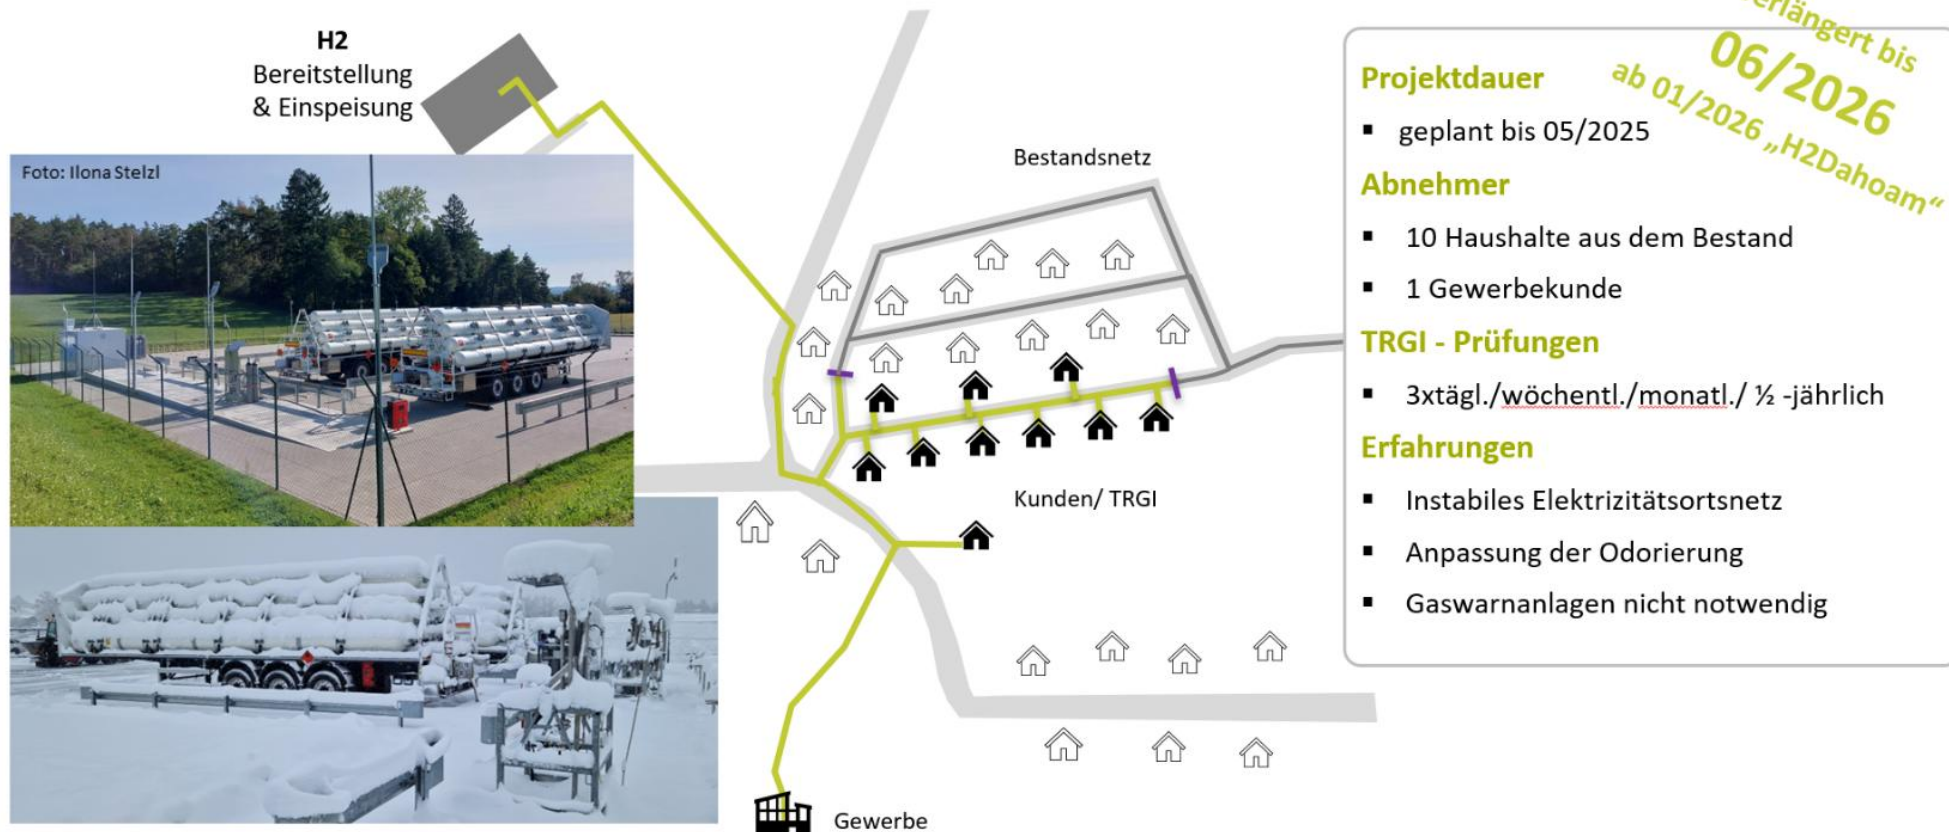 H2
Bereitstellung
& Einspeisung
Foto: Ilona Stelzl
Bestandsnetz
Kunden/ TRGI
Gewerbe
verlängert bis
06/2026
ab 01/2026 „H2Dahoam“
Projektdauer
▪ geplant bis 05/2025
Abnehmer
▪ 10 Haushalte aus dem Bestand
▪ 1 Gewerbekunde
TRGI - Prüfungen
▪ 3xtägl./wöchentl./monatl./ ½ -jährlich
Erfahrungen
▪ Instabiles Elektrizitätsortsnetz
▪ Anpassung der Odorierung
▪ Gaswarnanlagen nicht notwendig